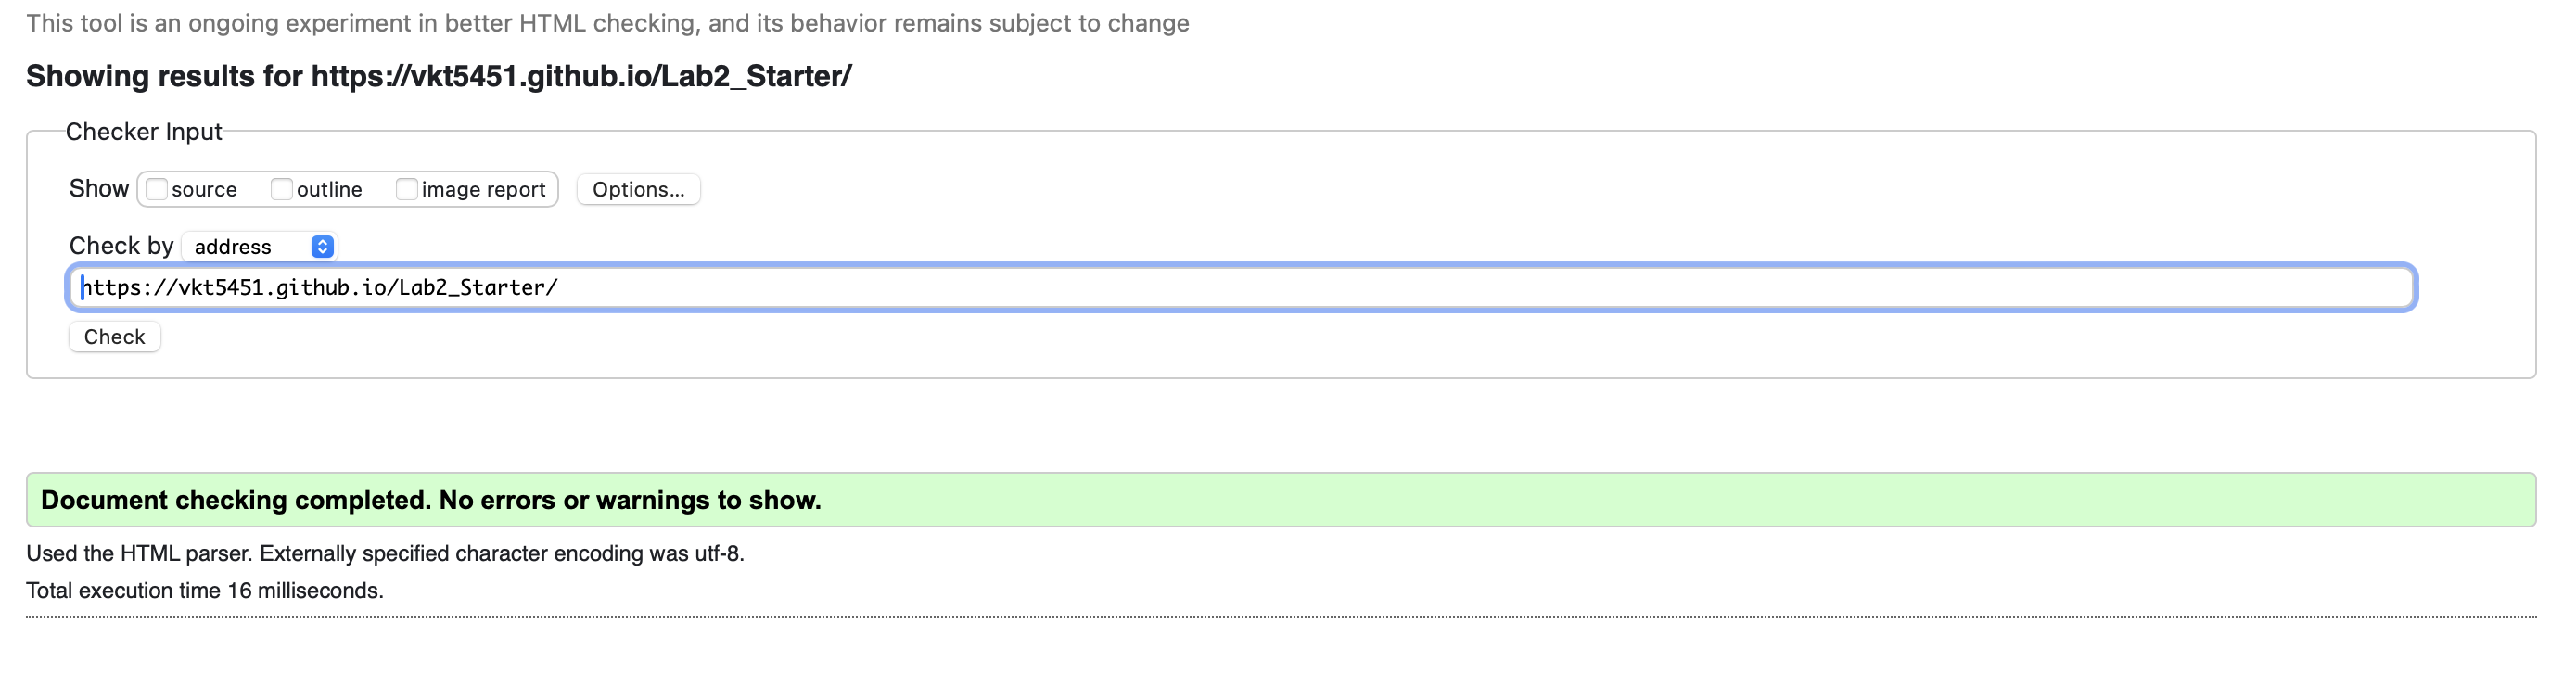 This tool is an ongoing experiment in better HTML checking, and its behavior remains subject to change
Showing results for https://vkt5451.github.io/Lab2_Starter/
Checker Input
Show source outline image report Options...
Check by address
https://vkt5451.github.io/Lab2_Starter/
Check
Document checking completed. No errors or warnings to show.
Used the HTML parser. Externally specified character encoding was utf-8.
Total execution time 16 milliseconds.